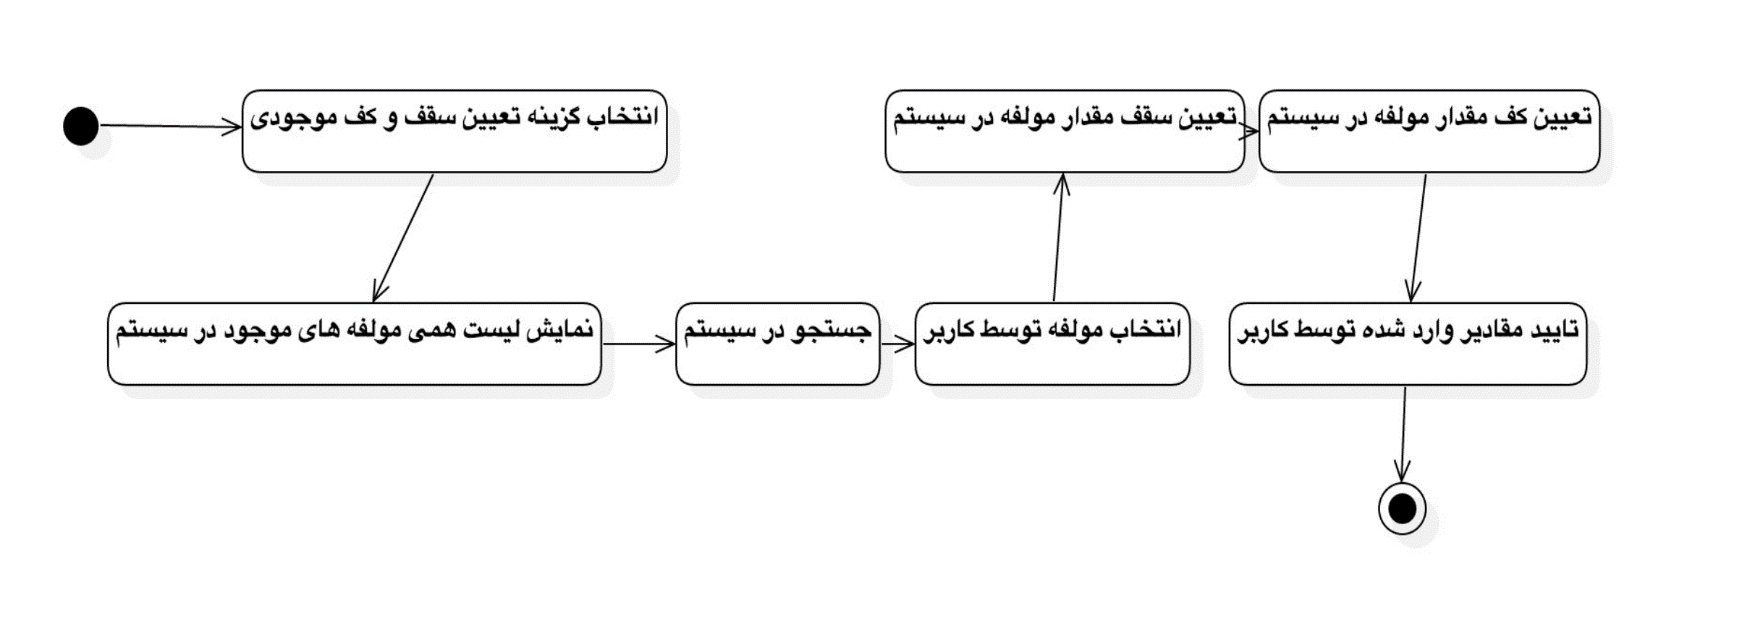 انتخاب گزینه تعیین سقف و کف موجودی
نمایش لیست همی مولفه های موجود در سیستم
جستجو در سیستم
انتخاب مولفه توسط کاربر
تعیین سقف مقدار مولفه در سیستم
تعیین کف مقدار مولفه در سیستم
تایید مقادیر وارد شده توسط کاربر